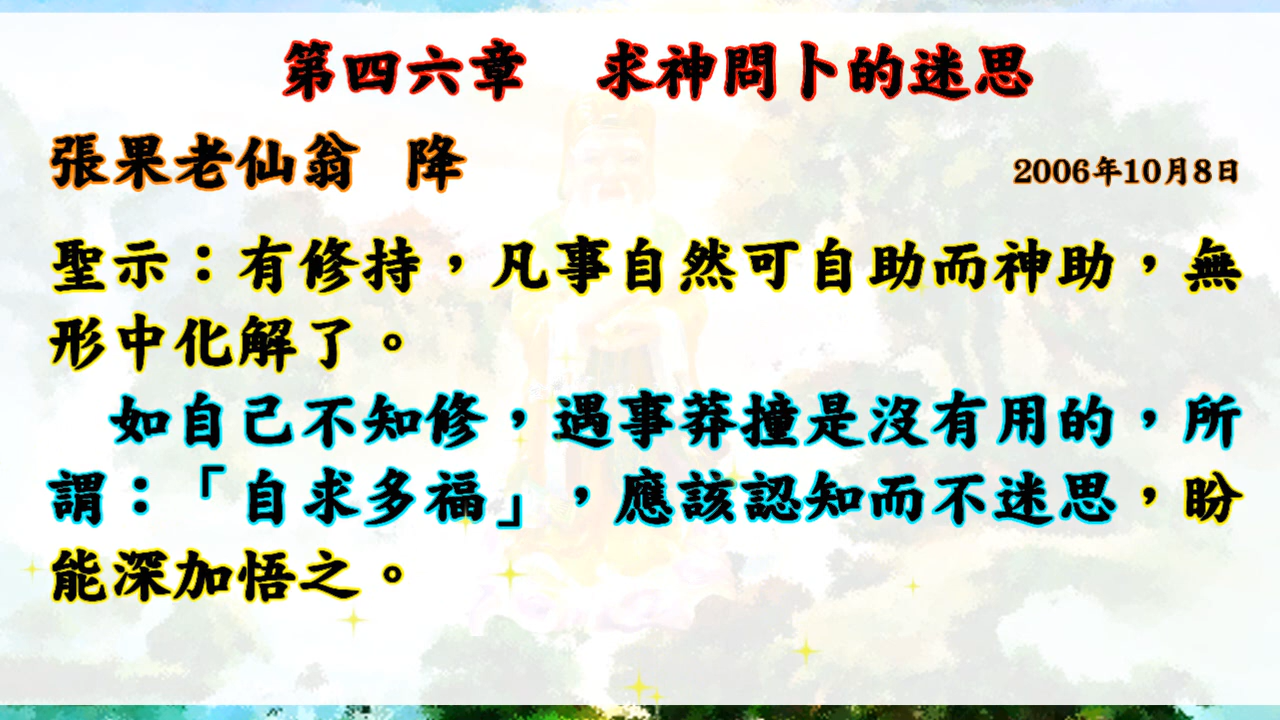 第四六章　求神問卜的迷思
張果老仙翁　降
2006年10月8日
聖示：有修持，凡事自然可自助而神助，無
形中化解了。
　如自己不知修，遇事莽撞是沒有用的，所
謂：「自求多福」，應該認知而不迷思，盼
能深加悟之。